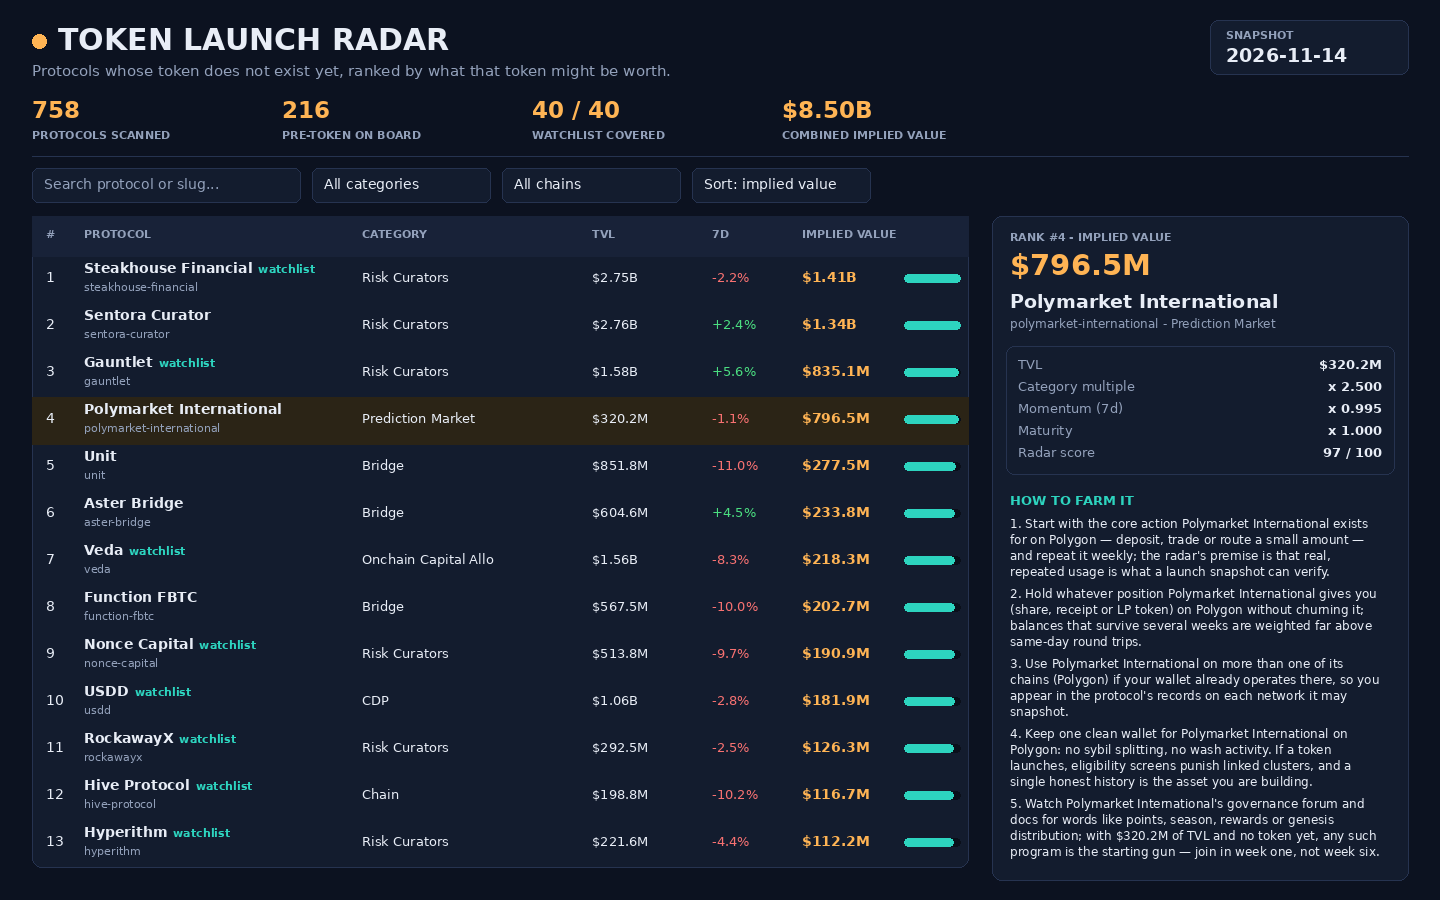 TOKEN LAUNCH RADAR
Protocols whose token does not exist yet, ranked by what that token might be worth.
SNAPSHOT
2026-11-14
758
PROTOCOLS SCANNED
216
PRE-TOKEN ON BOARD
40 / 40
WATCHLIST COVERED
$8.50B
COMBINED IMPLIED VALUE
Search protocol or slug...
All categories
All chains
Sort: implied value
# PROTOCOL CATEGORY TVL 7D IMPLIED VALUE
1 Steakhouse Financial watchlist Risk Curators $2.75B -2.2% $1.41B
steakhouse-financial
2 Sentora Curator Risk Curators $2.76B +2.4% $1.34B
sentora-curator
3 Gauntlet watchlist Risk Curators $1.58B +5.6% $835.1M
gauntlet
4 Polymarket International Prediction Market $320.2M -1.1% $796.5M
polymarket-international
5 Unit Bridge $851.8M -11.0% $277.5M
unit
6 Aster Bridge Bridge $604.6M +4.5% $233.8M
aster-bridge
7 Veda watchlist Onchain Capital Allo $1.56B -8.3% $218.3M
veda
8 Function FBTC Bridge $567.5M -10.0% $202.7M
function-fbtc
9 Nonce Capital watchlist Risk Curators $513.8M -9.7% $190.9M
nonce-capital
10 USDD watchlist CDP $1.06B -2.8% $181.9M
usdd
11 RockawayX watchlist Risk Curators $292.5M -2.5% $126.3M
rockawayx
12 Hive Protocol watchlist Chain $198.8M -10.2% $116.7M
hive-protocol
13 Hyperithm watchlist Risk Curators $221.6M -4.4% $112.2M
hyperithm
RANK #4 - IMPLIED VALUE
$796.5M
Polymarket International
polymarket-international - Prediction Market
TVL $320.2M
Category multiple x 2.500
Momentum (7d) x 0.995
Maturity x 1.000
Radar score 97 / 100
HOW TO FARM IT
1. Start with the core action Polymarket International exists
for on Polygon — deposit, trade or route a small amount —
and repeat it weekly; the radar's premise is that real,
repeated usage is what a launch snapshot can verify.
2. Hold whatever position Polymarket International gives you
(share, receipt or LP token) on Polygon without churning it;
balances that survive several weeks are weighted far above
same-day round trips.
3. Use Polymarket International on more than one of its
chains (Polygon) if your wallet already operates there, so you
appear in the protocol's records on each network it may
snapshot.
4. Keep one clean wallet for Polymarket International on
Polygon: no sybil splitting, no wash activity. If a token
launches, eligibility screens punish linked clusters, and a
single honest history is the asset you are building.
5. Watch Polymarket International's governance forum and
docs for words like points, season, rewards or genesis
distribution; with $320.2M of TVL and no token yet, any such
program is the starting gun — join in week one, not week six.